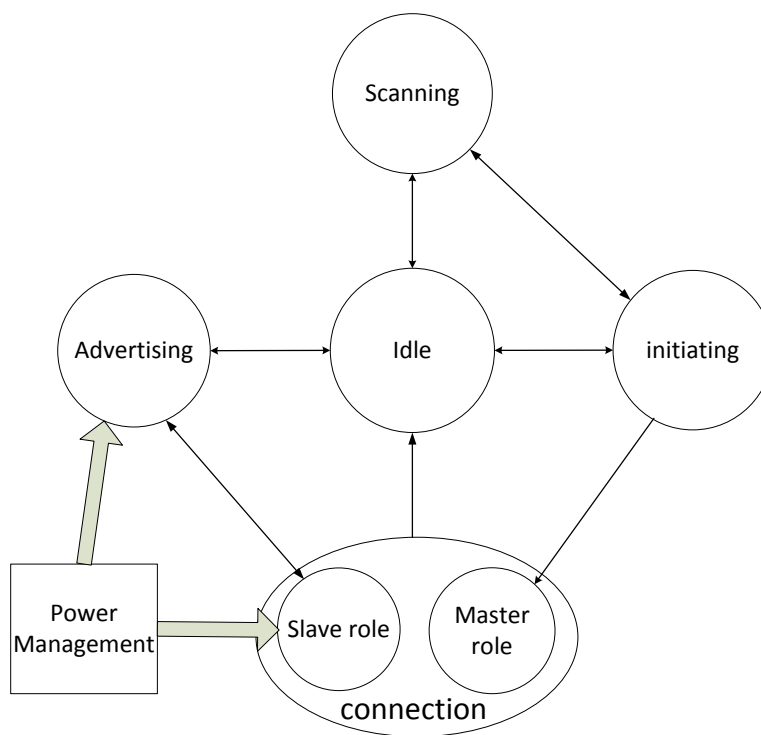 Scanning
Advertising
Idle
initiating
Power
Management
Slave role
Master
role
connection